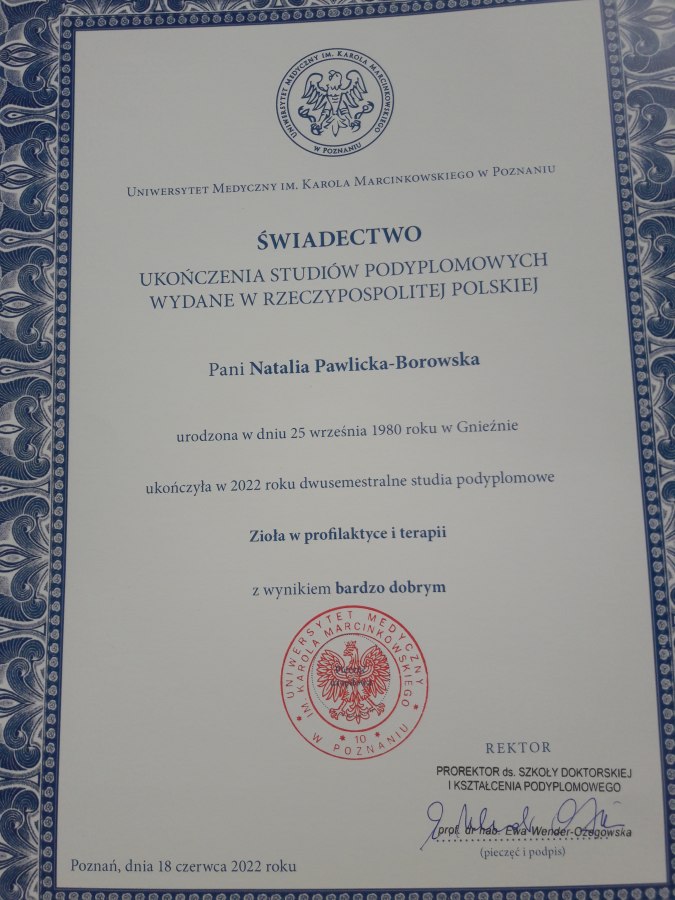 UNIWERSYTET MEDYCZNY IM. KAROLA MARCINKOWSKIEGO
W POZNANIU
UNIWERSYTET MEDYCZNY IM. KAROLA MARCINKOWSKIEGO W POZNANIU
ŚWIADECTWO
UKOŃCZENIA STUDIÓW PODYPLOMOWYCH
WYDANE W RZECZYPOSPOLITEJ POLSKIEJ
Pani Natalia Pawlicka-Borowska
urodzona w dniu 25 września 1980 roku w Gnieźnie
ukończyła w 2022 roku dwusemestralne studia podyplomowe
Zioła w profilaktyce i terapii
z wynikiem bardzo dobrym
UNIWERSYTET MEDYCZNY
IM. KAROLA MARCINKOWSKIEGO
* 10 *
* W POZNANIU *
REKTOR
PROREKTOR ds. SZKOŁY DOKTORSKIEJ
I KSZTAŁCENIA PODYPLOMOWEGO
prof. dr hab. Ewa Wender-Ożegowska
(pieczęć i podpis)
Poznań, dnia 18 czerwca 2022 roku